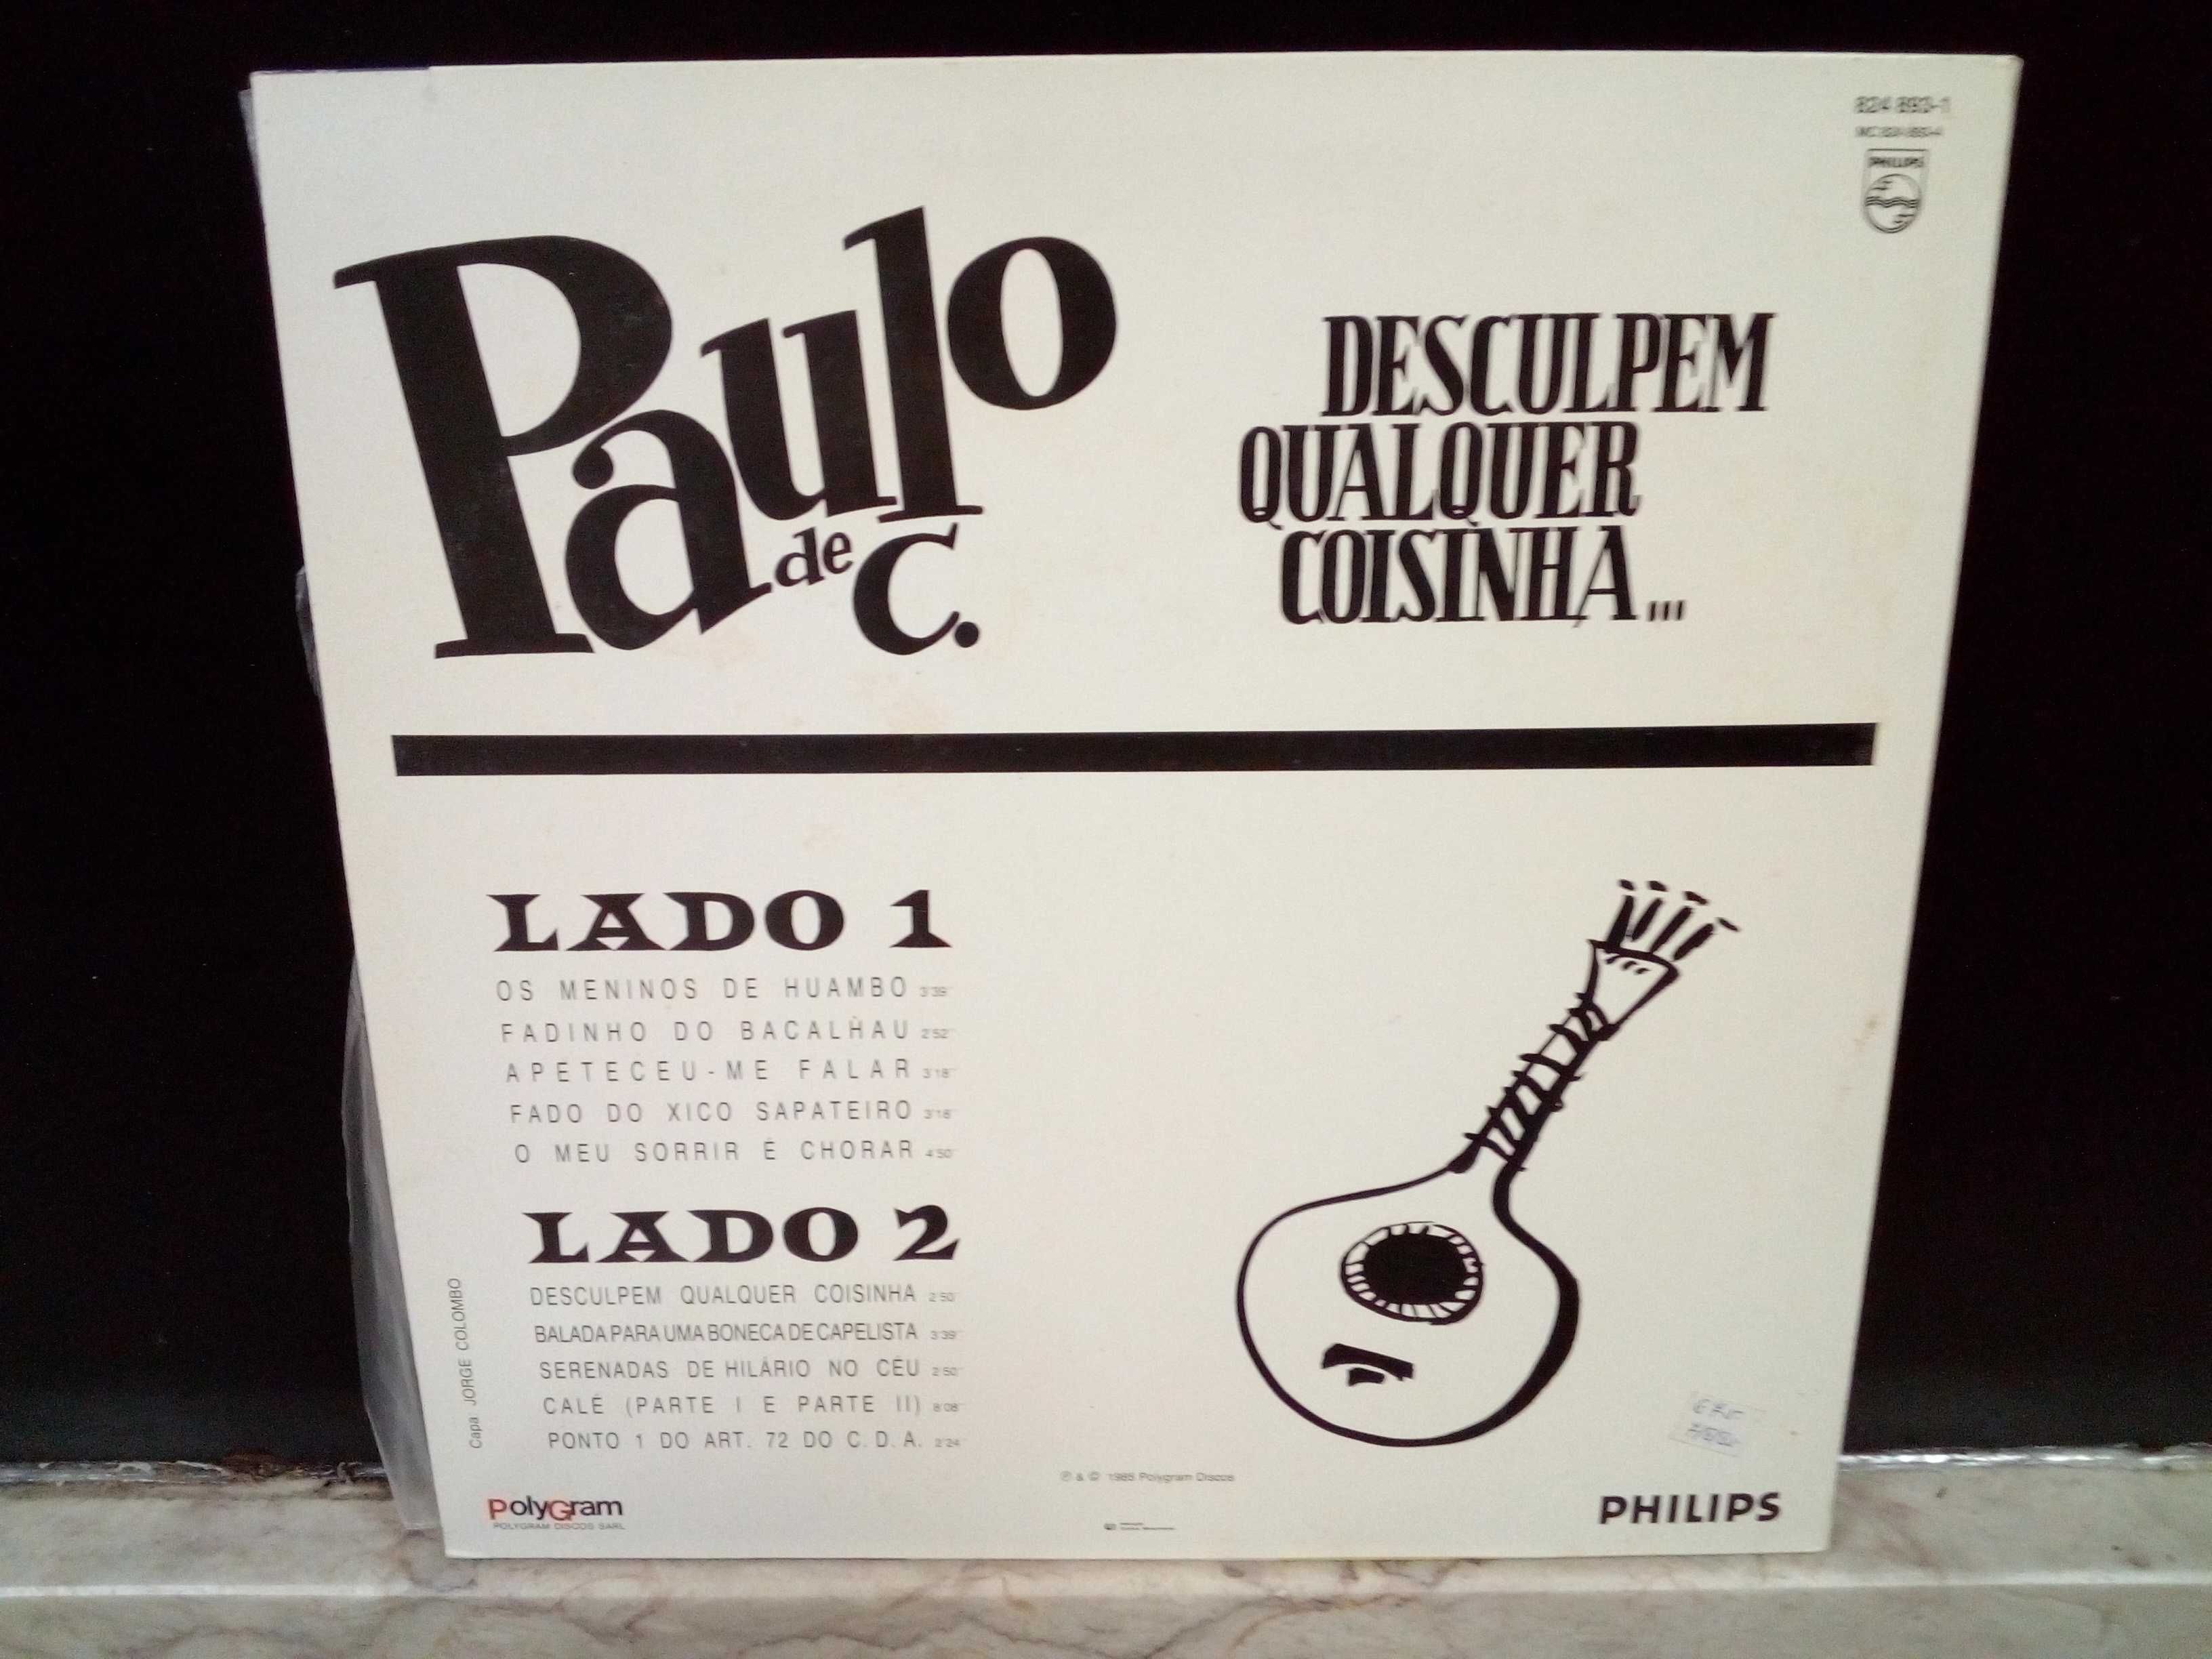 824 893-1
PHILIPS
Paulo
de C.
DESCULPEM
QUALQUER
COISINHA...
LADO 1
OS MENINOS DE HUAMBO 3'39"
FADINHO DO BACALHAU 2'52"
APETECEU-ME FALAR 3'18"
FADO DO XICO SAPATEIRO 3'16"
O MEU SORRIR É CHORAR 4'50"
LADO 2
DESCULPEM QUALQUER COISINHA 2'50"
BALADA PARA UMA BONECA DE CAPELISTA 3'39"
SERENADAS DE HILÁRIO NO CÉU 2'50"
CALÉ (PARTE I E PARTE II) 8'08"
PONTO 1 DO ART. 72 DO C.D.A. 2'24"
Capa: JORGE COLOMBO
℗ & © 1985 Polygram Discos
PolyGram
POLYGRAM DISCOS SARL
PHILIPS